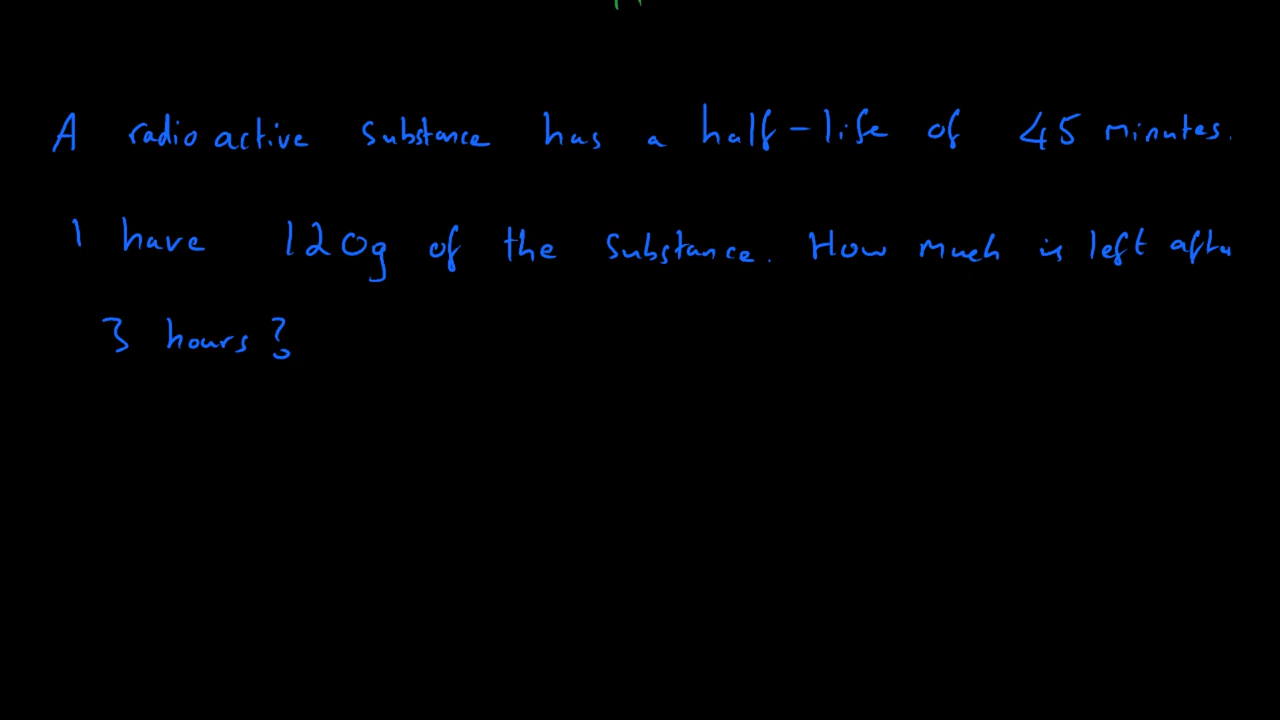 A radioactive substance has a half-life of 45 minutes.
I have 120g of the substance. How much is left after
3 hours?